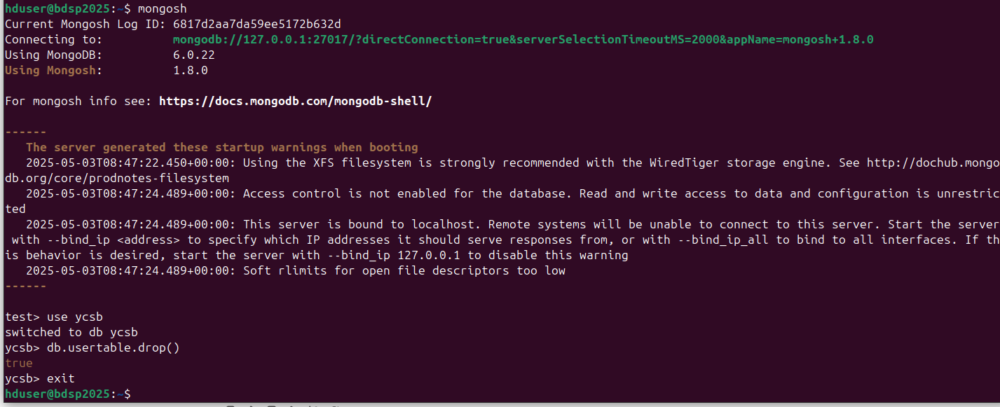 hduser@bdsp2025:~$ mongosh
Current Mongosh Log ID: 6817d2aa7da59ee5172b632d
Connecting to:          mongodb://127.0.0.1:27017/?directConnection=true&serverSelectionTimeoutMS=2000&appName=mongosh+1.8.0
Using MongoDB:          6.0.22
Using Mongosh:          1.8.0
For mongosh info see: https://docs.mongodb.com/mongodb-shell/
------
   The server generated these startup warnings when booting
   2025-05-03T08:47:22.450+00:00: Using the XFS filesystem is strongly recommended with the WiredTiger storage engine. See http://dochub.mongo
db.org/core/prodnotes-filesystem
   2025-05-03T08:47:24.489+00:00: Access control is not enabled for the database. Read and write access to data and configuration is unrestric
ted
   2025-05-03T08:47:24.489+00:00: This server is bound to localhost. Remote systems will be unable to connect to this server. Start the server
 with --bind_ip <address> to specify which IP addresses it should serve responses from, or with --bind_ip_all to bind to all interfaces. If th
is behavior is desired, start the server with --bind_ip 127.0.0.1 to disable this warning
   2025-05-03T08:47:24.489+00:00: Soft rlimits for open file descriptors too low
------
test> use ycsb
switched to db ycsb
ycsb> db.usertable.drop()
true
ycsb> exit
hduser@bdsp2025:~$